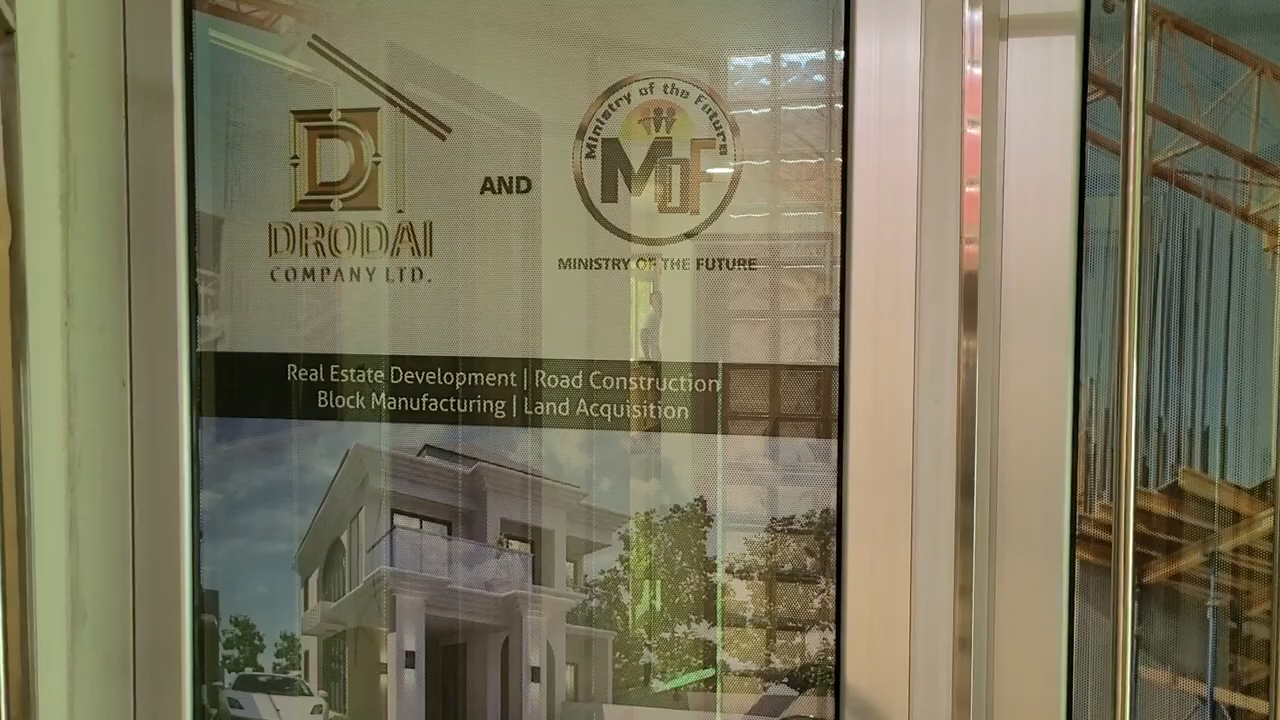 D
DRODAI
COMPANY LTD.
AND
Ministry of the Future
MOF
MINISTRY OF THE FUTURE
Real Estate Development | Road Construction
Block Manufacturing | Land Acquisition